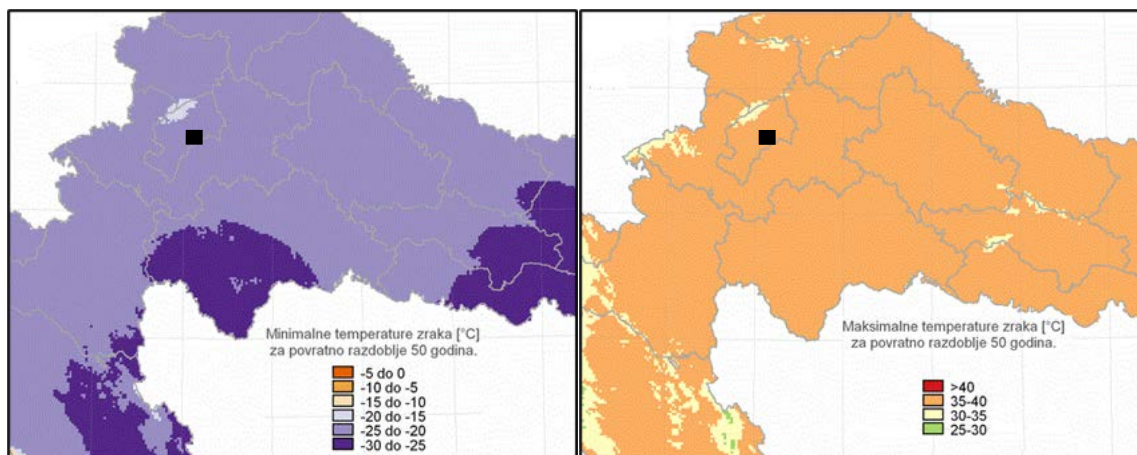 Minimalne temperature zraka [°C]
za povratno razdoblje 50 godina.
-5 do 0
-10 do -5
-15 do -10
-20 do -15
-25 do -20
-30 do -25
Maksimalne temperature zraka [°C]
za povratno razdoblje 50 godina.
>40
35-40
30-35
25-30